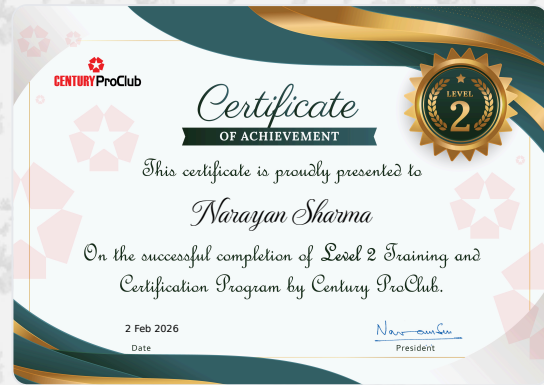 CENTURY ProClub
Certificate
OF ACHIEVEMENT
LEVEL
2
This certificate is proudly presented to
Narayan Sharma
On the successful completion of Level 2 Training and
Certification Program by Century ProClub.
2 Feb 2026
Date
President